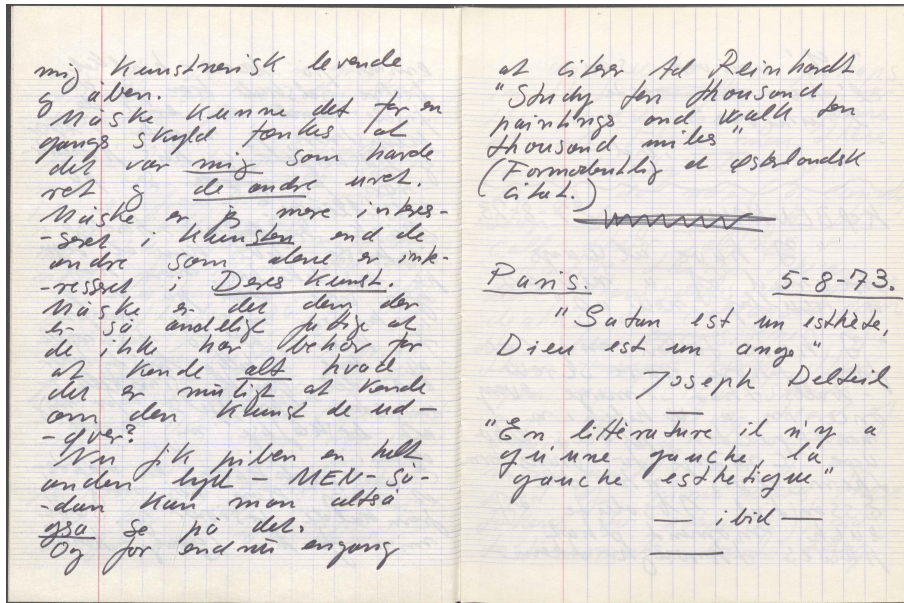 mig kunstnerisk levende
og åben.
Måske kunne det for en
gangs skyld tænkes at
det var mig som havde
ret og de andre uret.
Måske er jeg mere interes-
-seret i kunsten end de
andre som alene er inte-
-resseret i Deres kunst.
Måske er det dem der
er så åndelige fattige at
de ikke har behov for
at kende alt hvad
det er muligt at kende
om den kunst de ud-
-øver?
Nu fik piben en helt
anden lyd - MEN - så-
-dan kan man altså
også se på det.
Og for endnu engang
at citere Ad Reinhardt
"Study ten thousand
paintings and walk ten
thousand miles"
(Formodentlig et østerlandsk
citat.)
Paris. 5-8-73.
"Satan est un esthète,
Dieu est un ange"
Joseph Delteil
"En littèrature il n'y a
qu'une gauche, la
gauche esthètique"
— ibid —